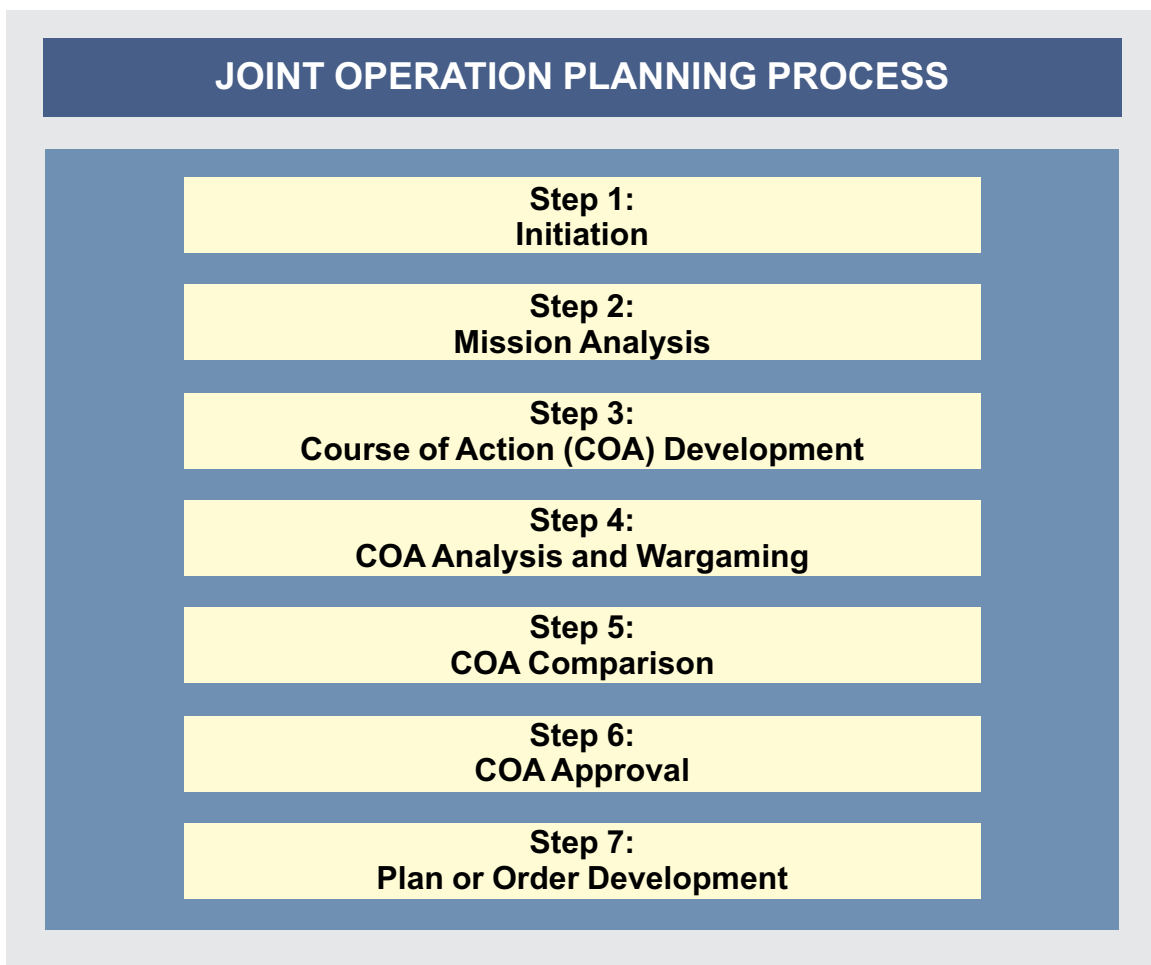 JOINT OPERATION PLANNING PROCESS
Step 1:
Initiation
Step 2:
Mission Analysis
Step 3:
Course of Action (COA) Development
Step 4:
COA Analysis and Wargaming
Step 5:
COA Comparison
Step 6:
COA Approval
Step 7:
Plan or Order Development